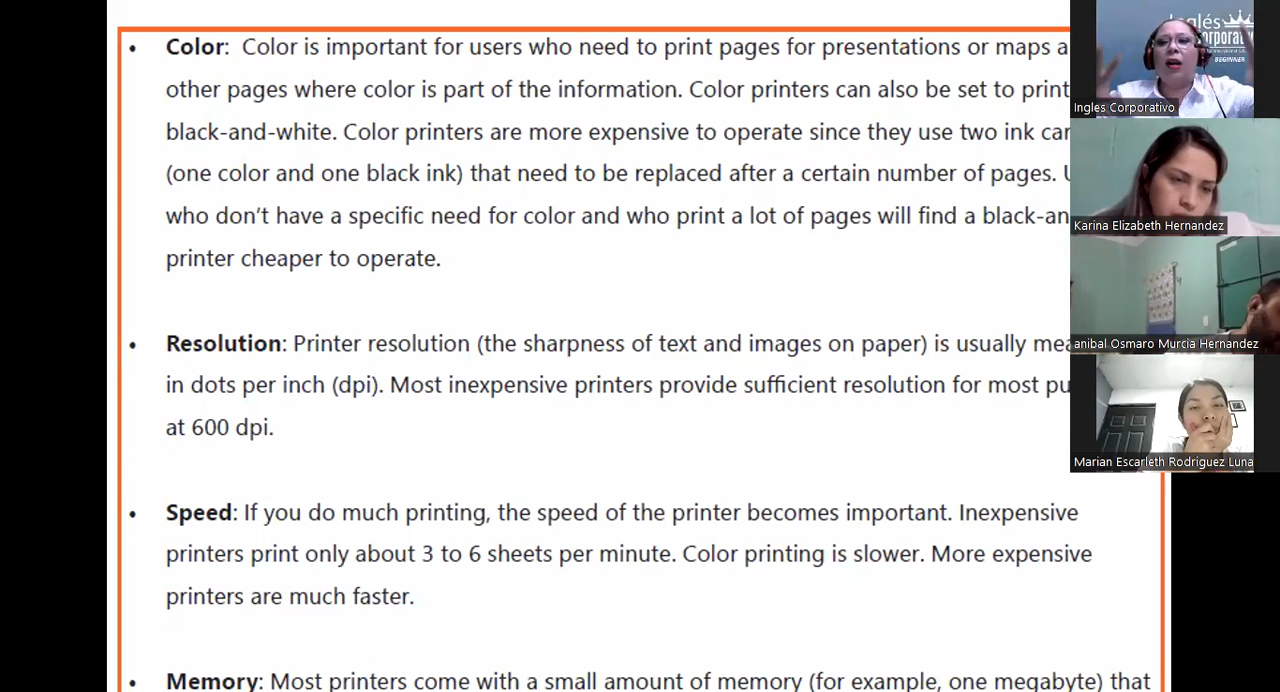 • Color: Color is important for users who need to print pages for presentations or maps a
other pages where color is part of the information. Color printers can also be set to print
black-and-white. Color printers are more expensive to operate since they use two ink car
(one color and one black ink) that need to be replaced after a certain number of pages. U
who don’t have a specific need for color and who print a lot of pages will find a black-an
printer cheaper to operate.
• Resolution: Printer resolution (the sharpness of text and images on paper) is usually mea
in dots per inch (dpi). Most inexpensive printers provide sufficient resolution for most pu
at 600 dpi.
• Speed: If you do much printing, the speed of the printer becomes important. Inexpensive
printers print only about 3 to 6 sheets per minute. Color printing is slower. More expensive
printers are much faster.
• Memory: Most printers come with a small amount of memory (for example, one megabyte) that
Inglés
BEGINNER
Ingles Corporativo
Karina Elizabeth Hernandez
anibal Osmaro Murcia Hernandez
Marian Escarleth Rodriguez Luna